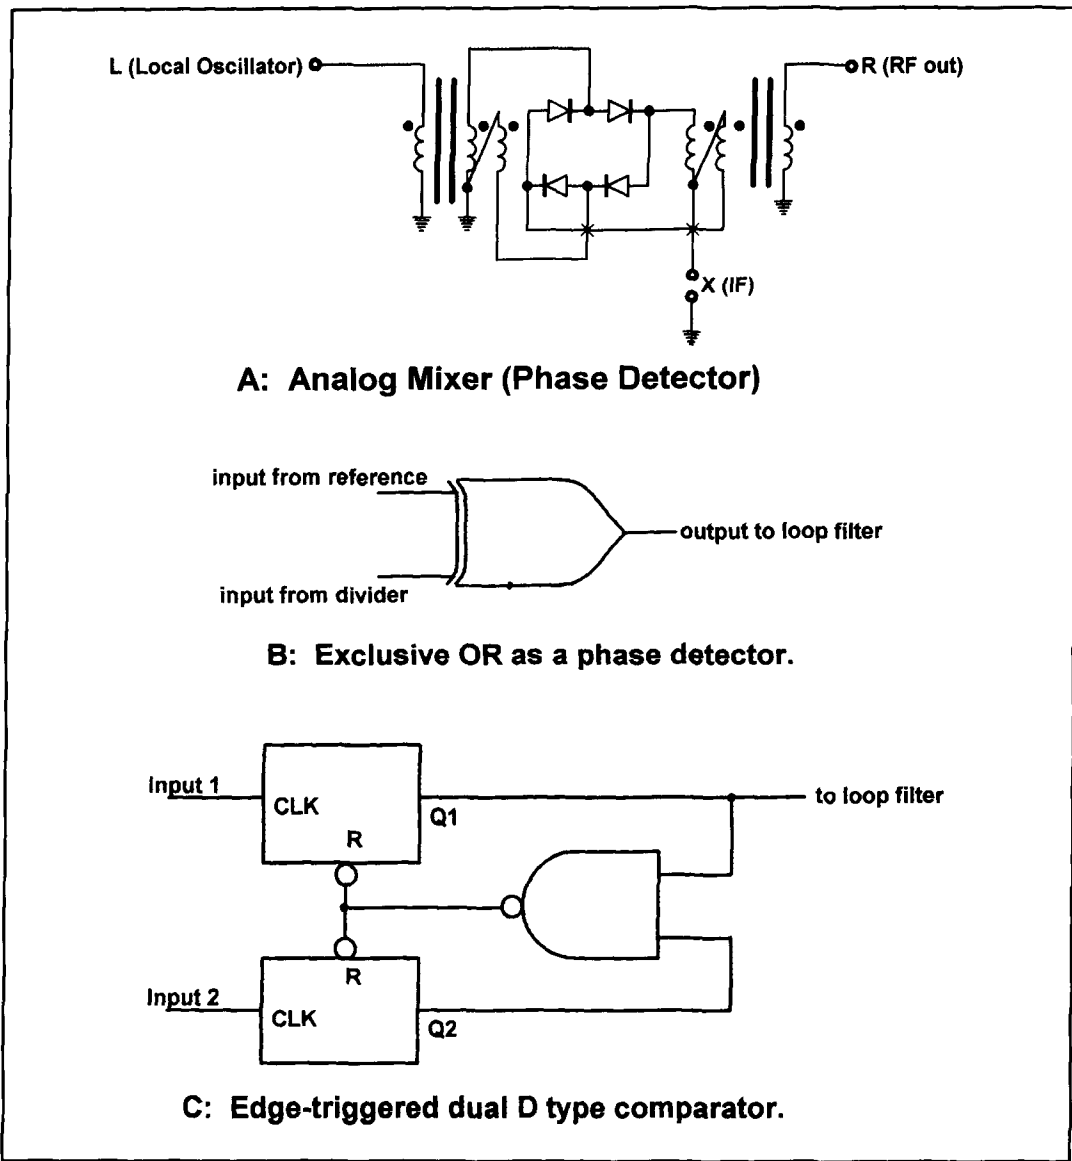 L (Local Oscillator)
R (RF out)
X (IF)
A: Analog Mixer (Phase Detector)
input from reference
output to loop filter
input from divider
B: Exclusive OR as a phase detector.
Input 1
CLK
Q1
R
to loop filter
R
Input 2
CLK
Q2
C: Edge-triggered dual D type comparator.